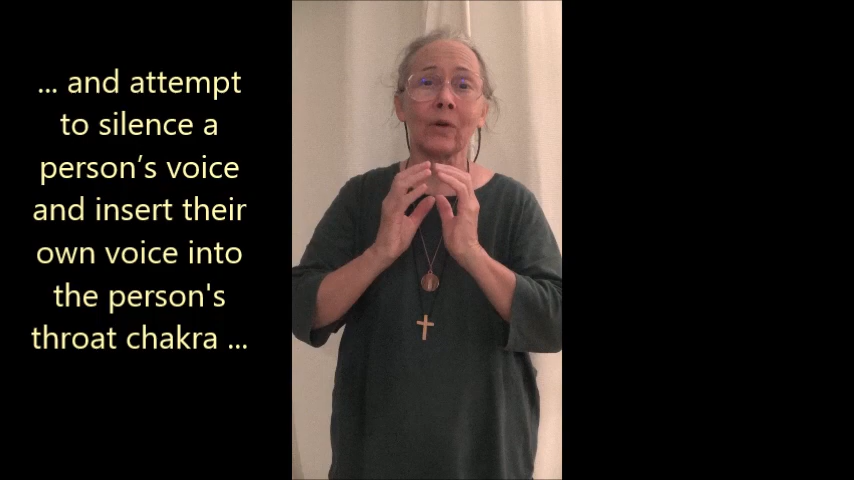 ... and attempt
to silence a
person’s voice
and insert their
own voice into
the person's
throat chakra ...